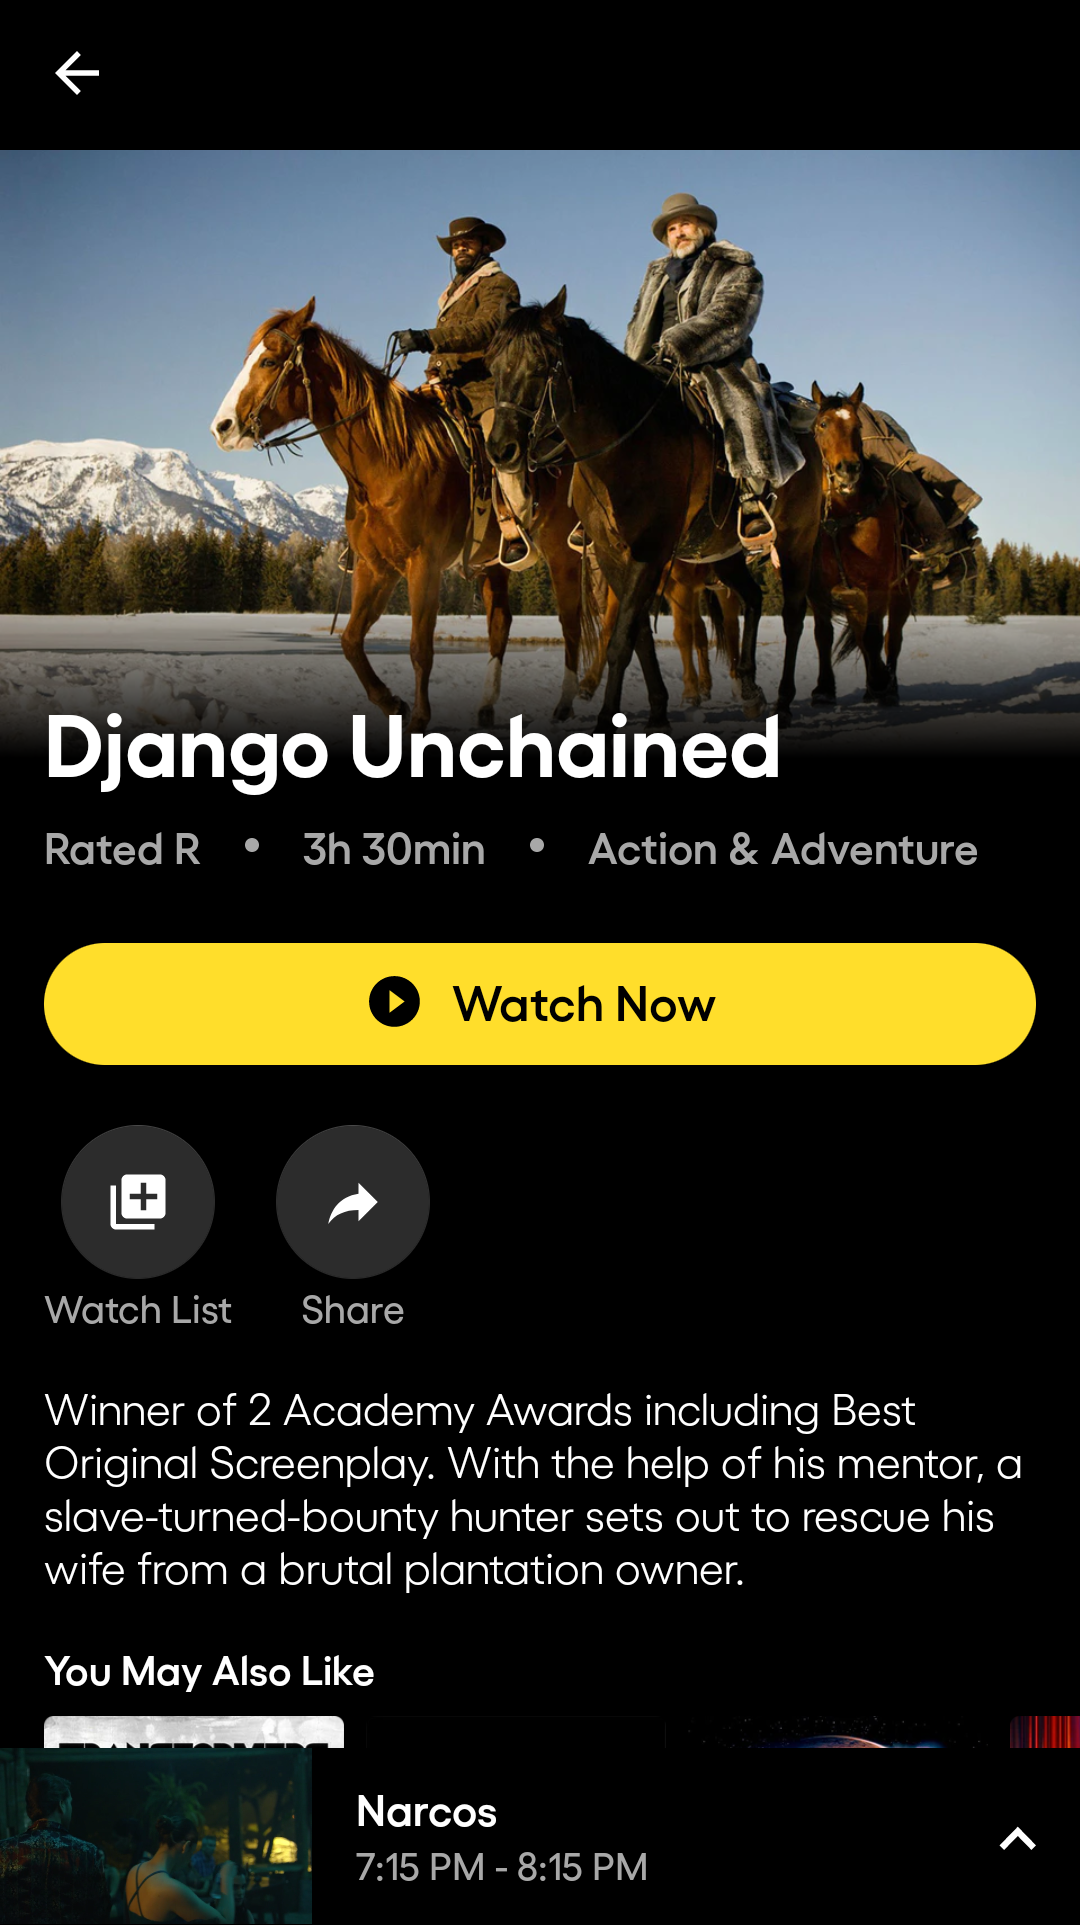 Django Unchained
Rated R • 3h 30min • Action & Adventure
Watch Now
Watch List Share
Winner of 2 Academy Awards including Best
Original Screenplay. With the help of his mentor, a
slave-turned-bounty hunter sets out to rescue his
wife from a brutal plantation owner.
You May Also Like
TRANSFORMERS
Narcos
7:15 PM - 8:15 PM